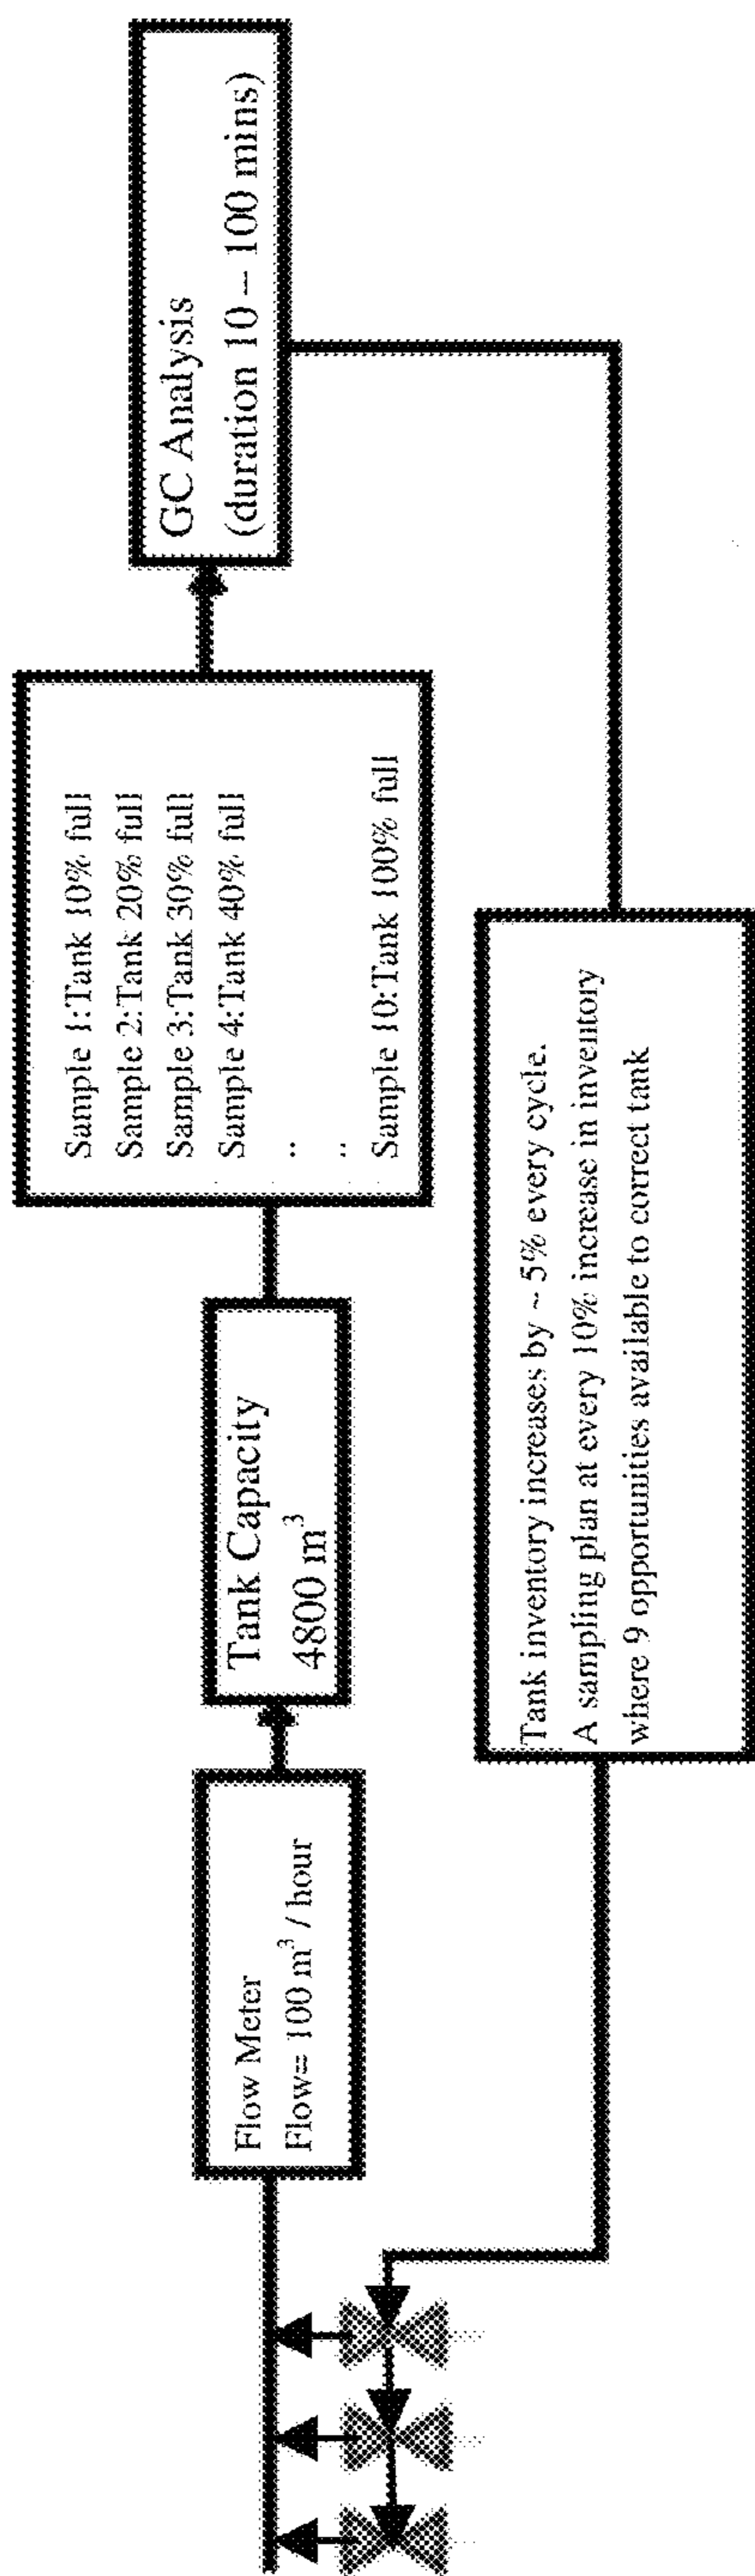 Flow Meter
Flow= 100 m³ / hour
Tank Capacity
4800 m³
Sample 1:Tank 10% full
Sample 2:Tank 20% full
Sample 3:Tank 30% full
Sample 4:Tank 40% full
..
..
Sample 10:Tank 100% full
GC Analysis
(duration 10 – 100 mins)
Tank inventory increases by ~ 5% every cycle.
A sampling plan at every 10% increase in inventory
where 9 opportunities available to correct tank